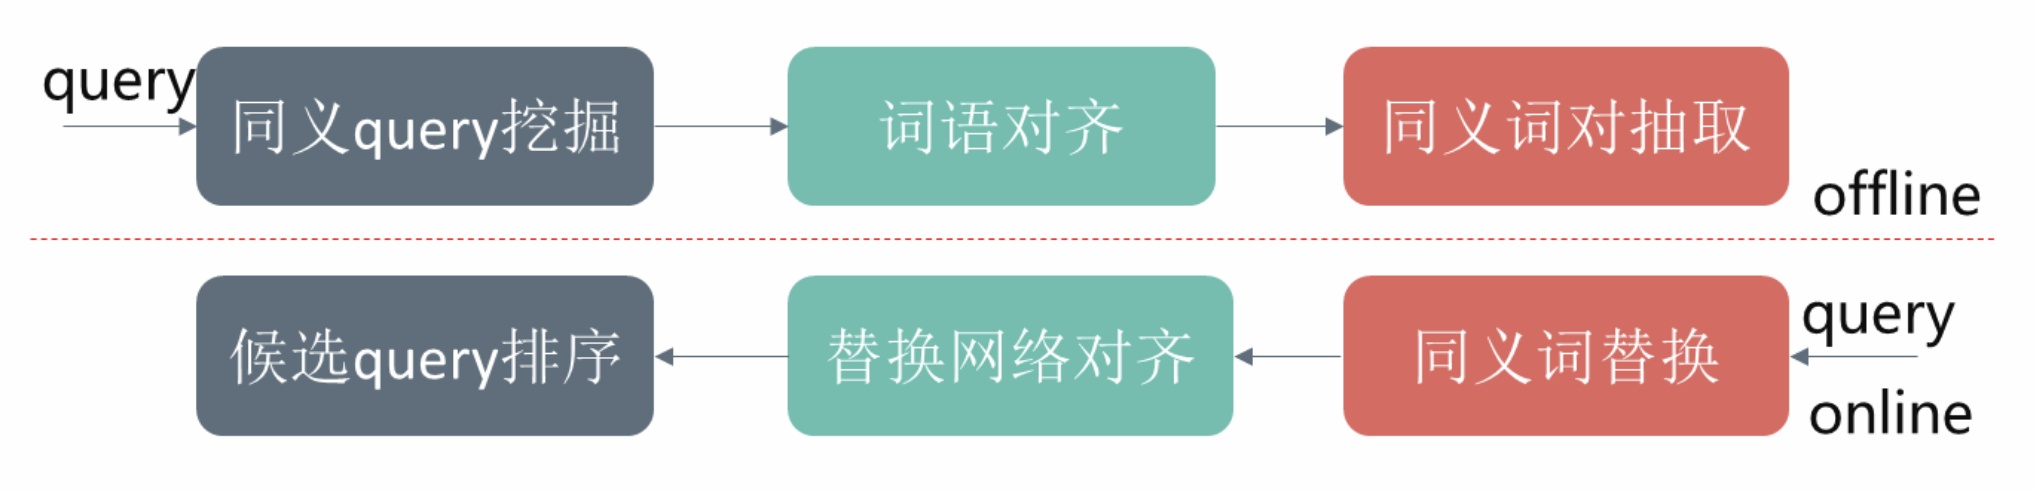 query
同义query挖掘
词语对齐
同义词对抽取
offline
候选query排序
替换网络对齐
同义词替换
query
online